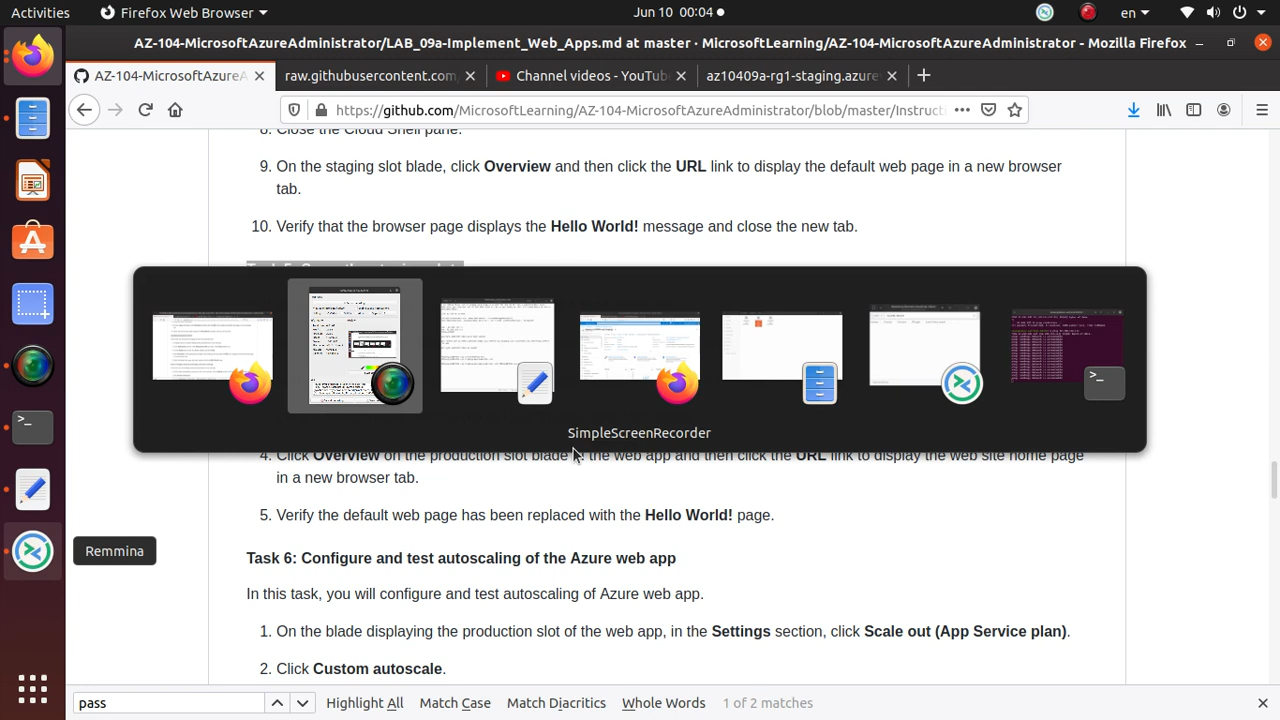 Activities
Firefox Web Browser
Jun 10 00:04
en
AZ-104-MicrosoftAzureAdministrator/LAB_09a-Implement_Web_Apps.md at master · MicrosoftLearning/AZ-104-MicrosoftAzureAdministrator - Mozilla Firefox
AZ-104-MicrosoftAzureA
raw.githubusercontent.com
Channel videos - YouTub
az10409a-rg1-staging.azure
https://github.com/MicrosoftLearning/AZ-104-MicrosoftAzureAdministrator/blob/master/Instruct
8. Close the Cloud Shell pane.
9. On the staging slot blade, click Overview and then click the URL link to display the default web page in a new browser
tab.
10. Verify that the browser page displays the Hello World! message and close the new tab.
SimpleScreenRecorder
4. Click Overview on the production slot blade of the web app and then click the URL link to display the web site home page
in a new browser tab.
5. Verify the default web page has been replaced with the Hello World! page.
Remmina
Task 6: Configure and test autoscaling of the Azure web app
In this task, you will configure and test autoscaling of Azure web app.
1. On the blade displaying the production slot of the web app, in the Settings section, click Scale out (App Service plan).
2. Click Custom autoscale.
pass
Highlight All
Match Case
Match Diacritics
Whole Words
1 of 2 matches